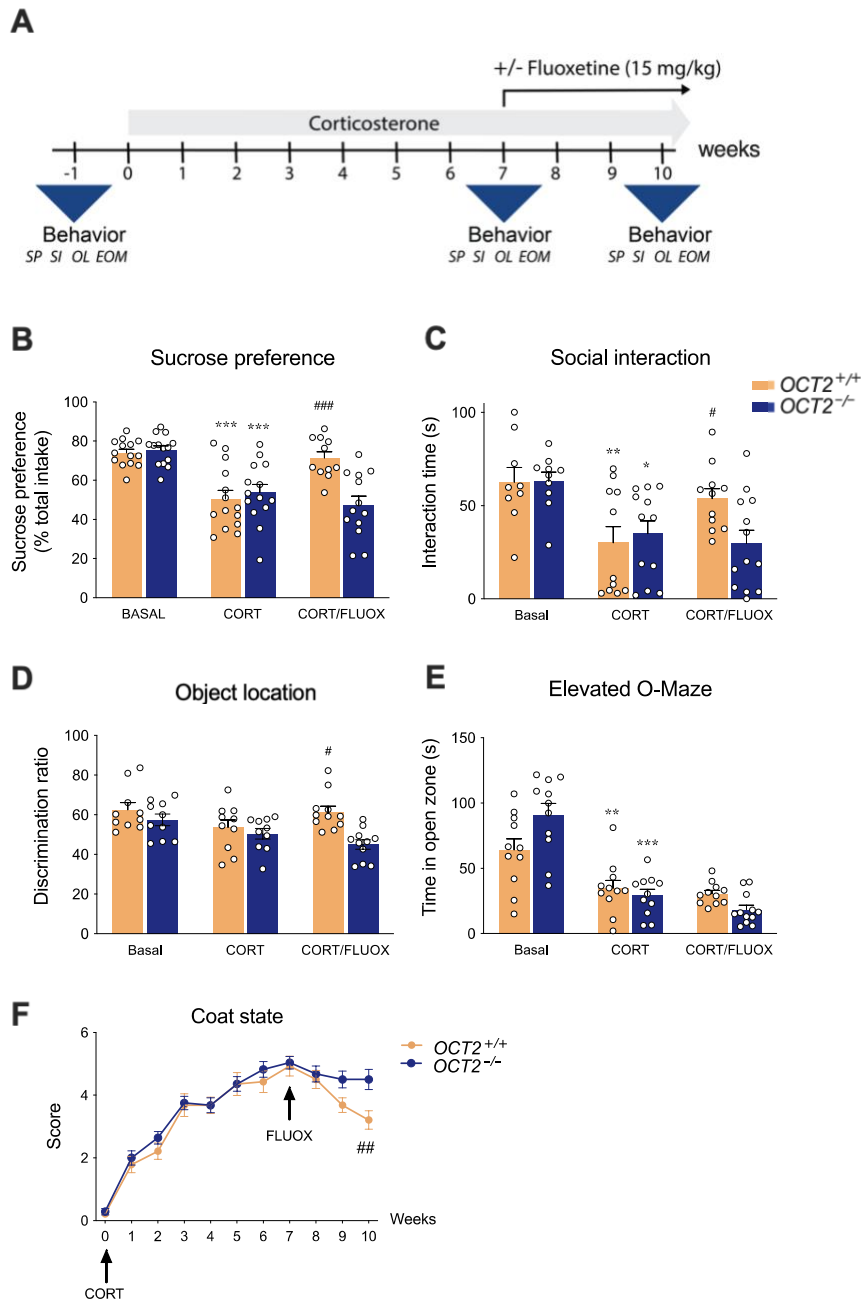 A
+/- Fluoxetine (15 mg/kg)
Corticosterone
weeks
-1 0 1 2 3 4 5 6 7 8 9 10
Behavior Behavior Behavior
SP SI OL EOM SP SI OL EOM SP SI OL EOM
B
Sucrose preference
Sucrose preference
(% total intake)
100
80
60
40
20
0
*** *** ###
BASAL CORT CORT/FLUOX
C
Social interaction
OCT2+/+
OCT2-/-
Interaction time (s)
100
50
0
** * #
Basal CORT CORT/FLUOX
D
Object location
Discrimination ratio
100
80
60
40
20
0
#
Basal CORT CORT/FLUOX
E
Elevated O-Maze
Time in open zone (s)
150
100
50
0
** ***
Basal CORT CORT/FLUOX
F
Coat state
OCT2+/+
OCT2-/-
Score
6
4
2
0
FLUOX
##
0 1 2 3 4 5 6 7 8 9 10 Weeks
CORT